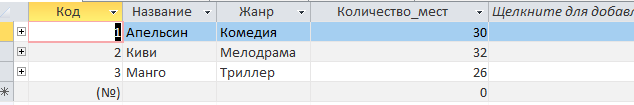 Код Название Жанр Количество_мест Щелкните для добавл
1 Апельсин Комедия 30
2 Киви Мелодрама 32
3 Манго Триллер 26
(№) 0